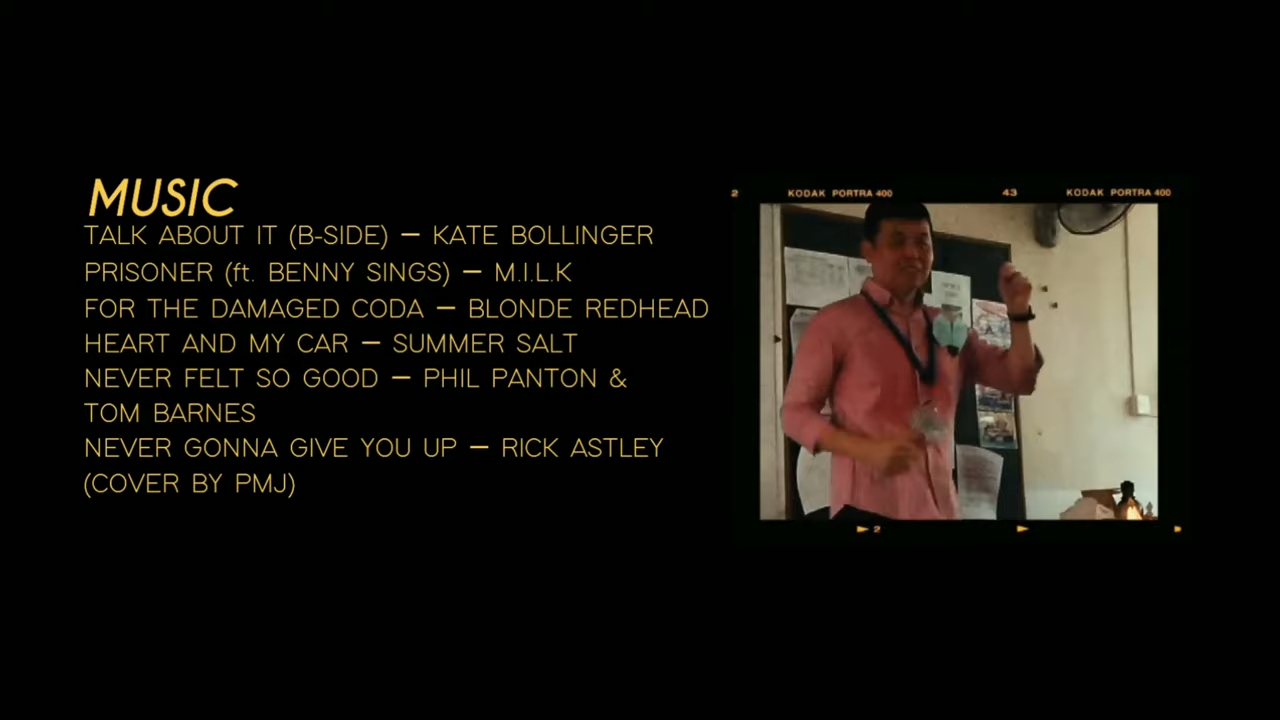 MUSIC
TALK ABOUT IT (B-SIDE) – KATE BOLLINGER
PRISONER (ft. BENNY SINGS) – M.I.L.K
FOR THE DAMAGED CODA – BLONDE REDHEAD
HEART AND MY CAR – SUMMER SALT
NEVER FELT SO GOOD – PHIL PANTON &
TOM BARNES
NEVER GONNA GIVE YOU UP – RICK ASTLEY
(COVER BY PMJ)
2 KODAK PORTRA 400 43 KODAK PORTRA 400
2